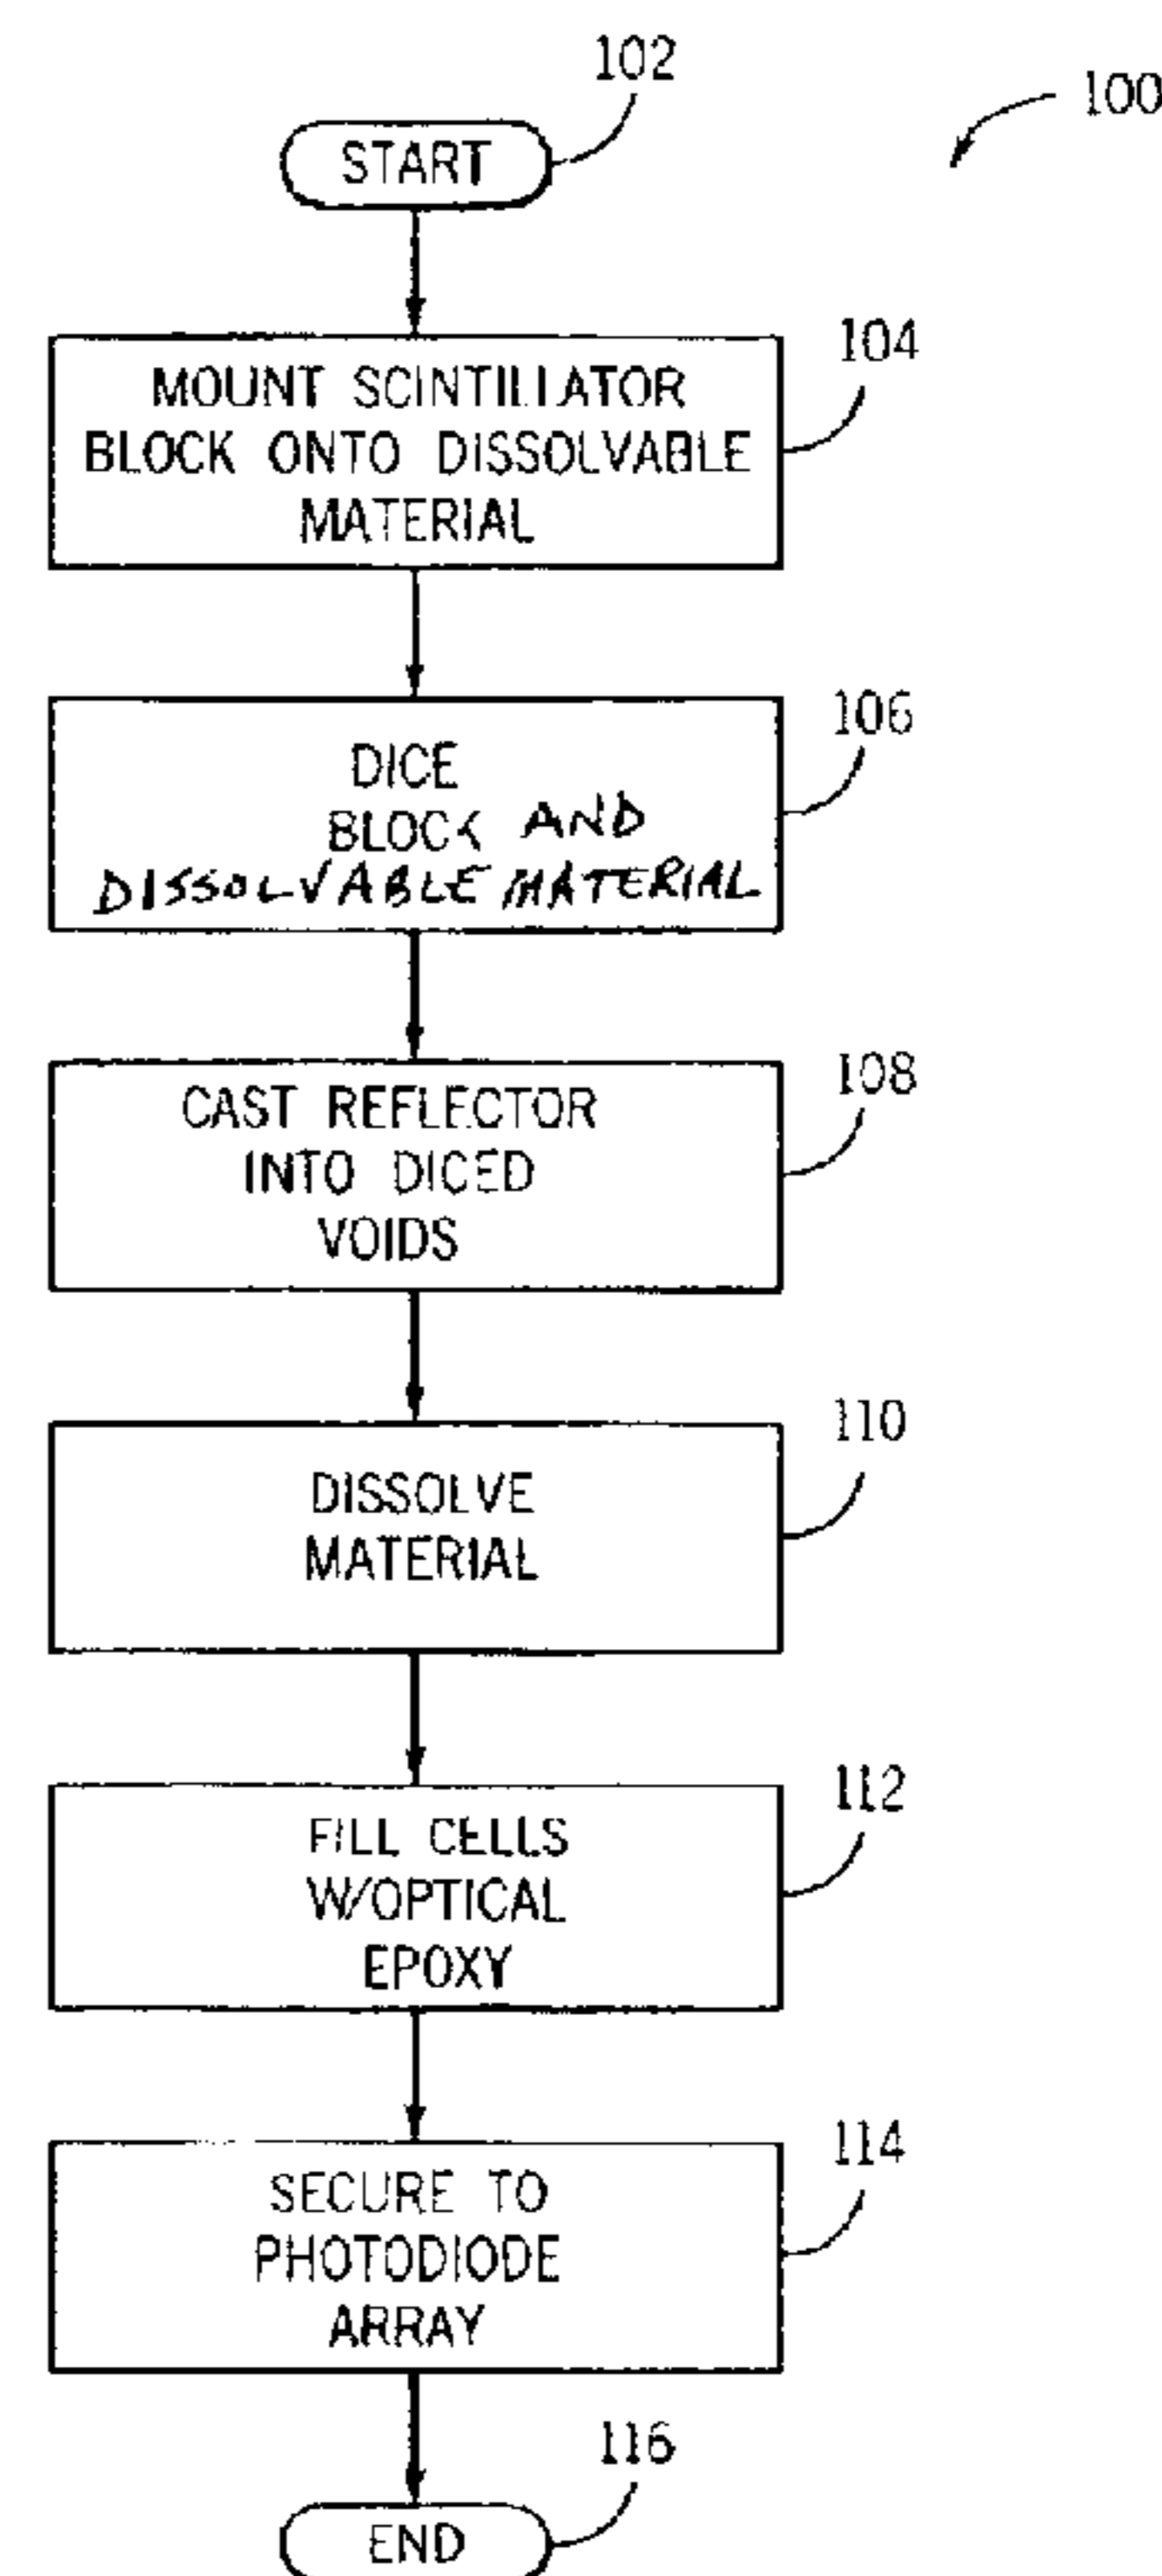 102
100
START
104
MOUNT SCINTILLATOR
BLOCK ONTO DISSOLVABLE
MATERIAL
106
DICE
BLOCK AND
DISSOLVABLE MATERIAL
108
CAST REFLECTOR
INTO DICED
VOIDS
110
DISSOLVE
MATERIAL
112
FILL CELLS
W/OPTICAL
EPOXY
114
SECURE TO
PHOTODIODE
ARRAY
116
END